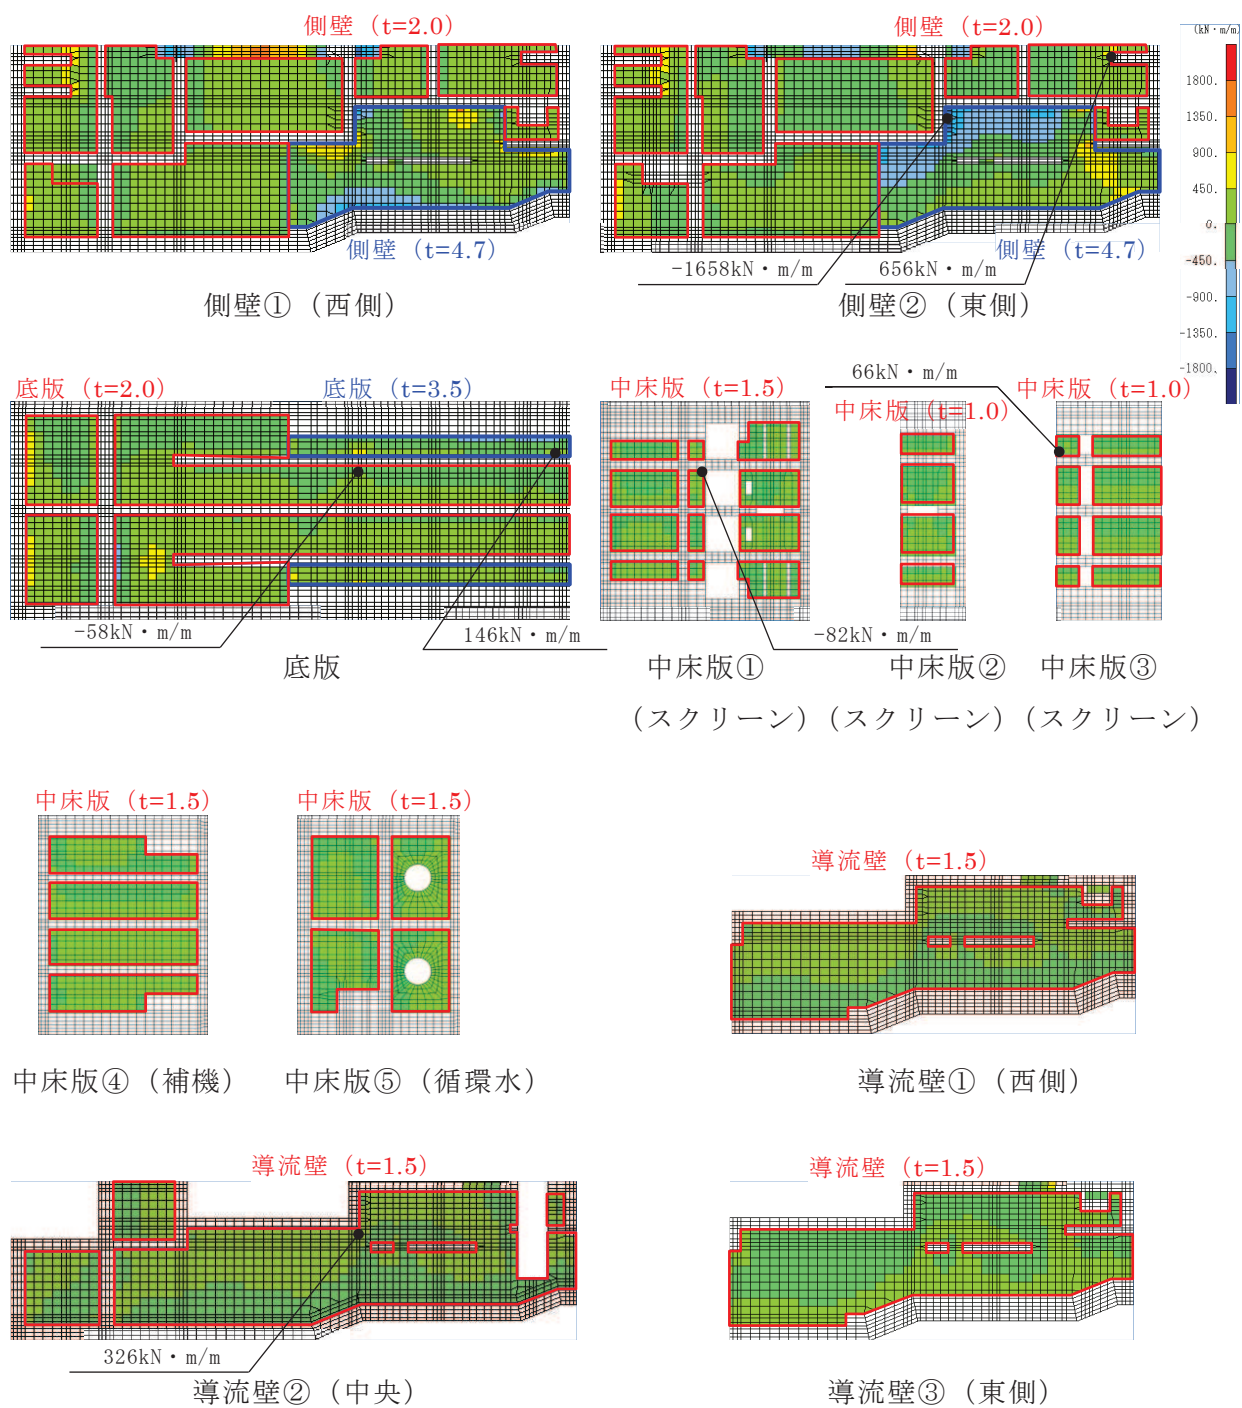 側壁（t=2.0）
側壁（t=2.0）
(kN・m/m)
1800.
1350.
900.
450.
0.
-450.
-900.
-1350.
-1800.
側壁（t=4.7）
側壁（t=4.7）
-1658kN・m/m
656kN・m/m
側壁①（西側）
側壁②（東側）
66kN・m/m
底版（t=2.0）
底版（t=3.5）
中床版（t=1.5）
中床版（t=1.0）
中床版（t=1.0）
-58kN・m/m
146kN・m/m
-82kN・m/m
底版
中床版①
中床版②
中床版③
（スクリーン）
（スクリーン）
（スクリーン）
中床版（t=1.5）
中床版（t=1.5）
導流壁（t=1.5）
中床版④（補機）
中床版⑤（循環水）
導流壁①（西側）
導流壁（t=1.5）
導流壁（t=1.5）
326kN・m/m
導流壁②（中央）
導流壁③（東側）